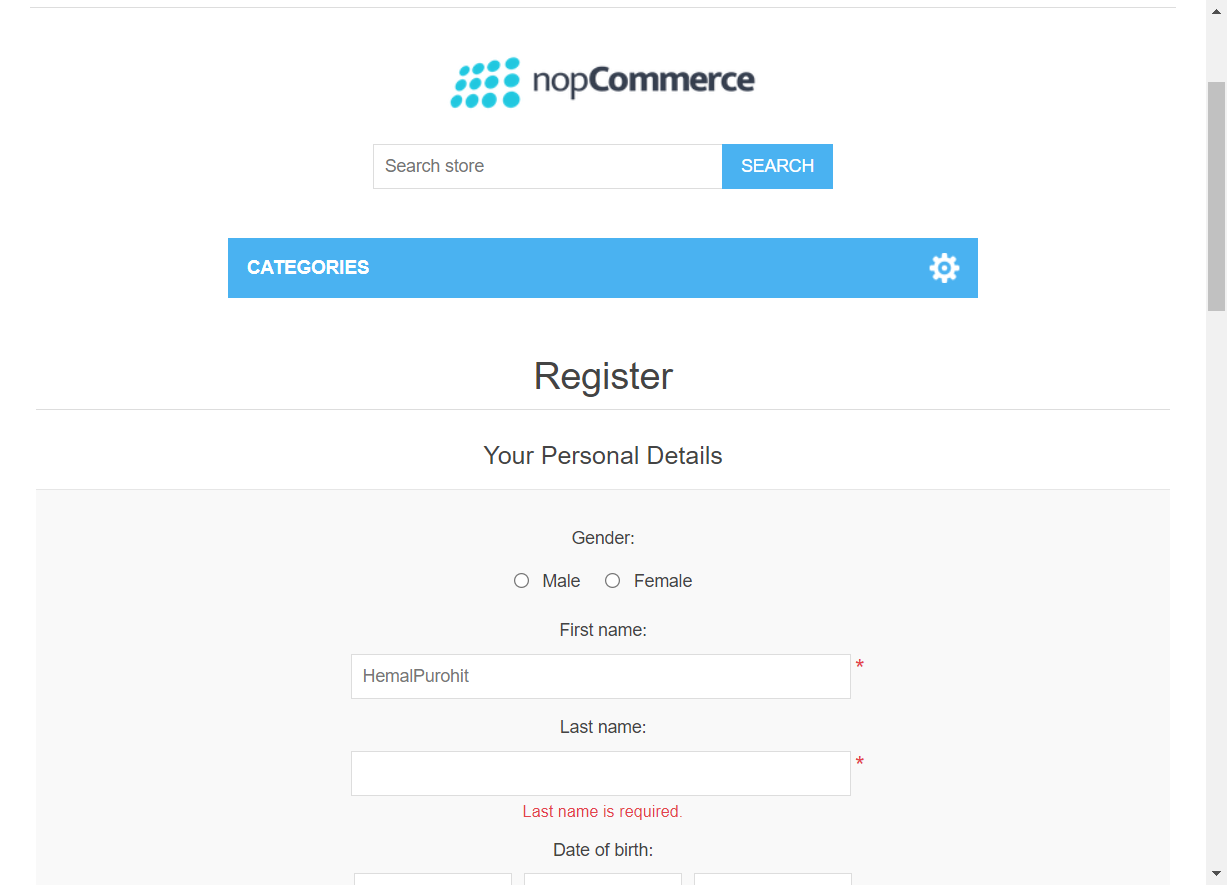 nopCommerce
Search store SEARCH
CATEGORIES
Register
Your Personal Details
Gender:
Male Female
First name:
HemalPurohit *
Last name:
*
Last name is required.
Date of birth: